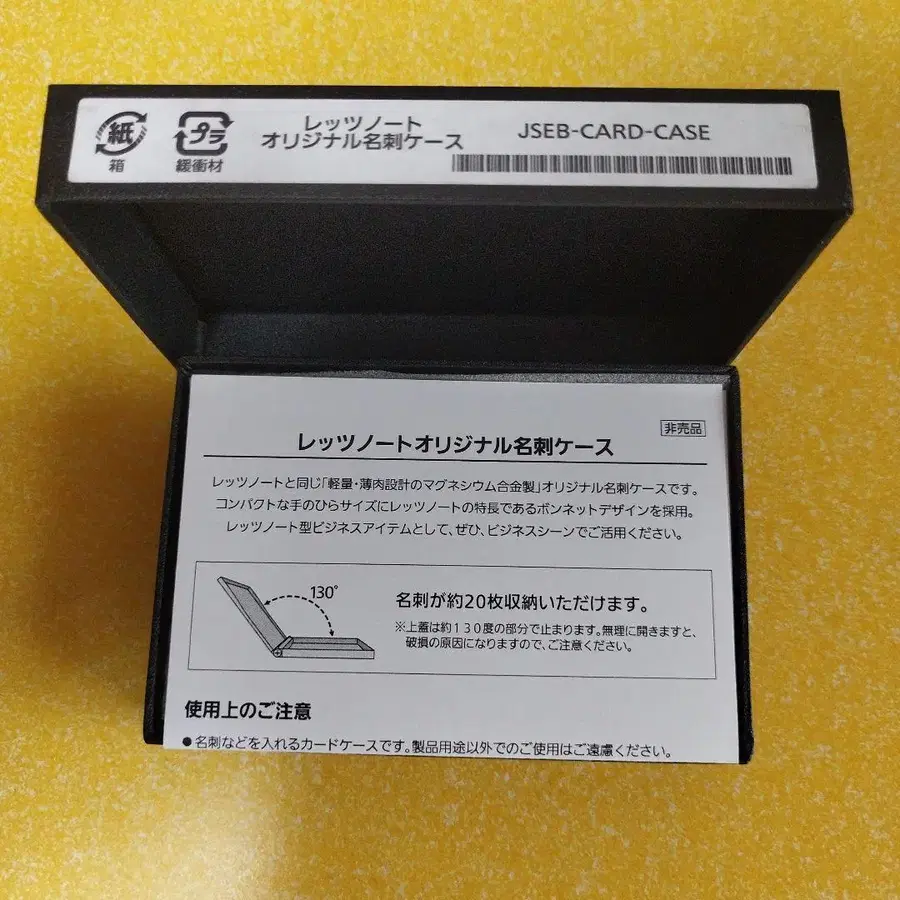 紙
箱
プラ
緩衝材
レッツノート
オリジナル名刺ケース
JSEB-CARD-CASE
非売品
レッツノートオリジナル名刺ケース
レッツノートと同じ「軽量・薄肉設計のマグネシウム合金製」オリジナル名刺ケースです。
コンパクトな手のひらサイズにレッツノートの特長であるボンネットデザインを採用。
レッツノート型ビジネスアイテムとして、ぜひ、ビジネスシーンでご活用ください。
130°
名刺が約20枚収納いただけます。
※上蓋は約130度の部分で止まります。無理に開きますと、
破損の原因になりますので、ご注意ください。
使用上のご注意
●名刺などを入れるカードケースです。製品用途以外でのご使用はご遠慮ください。